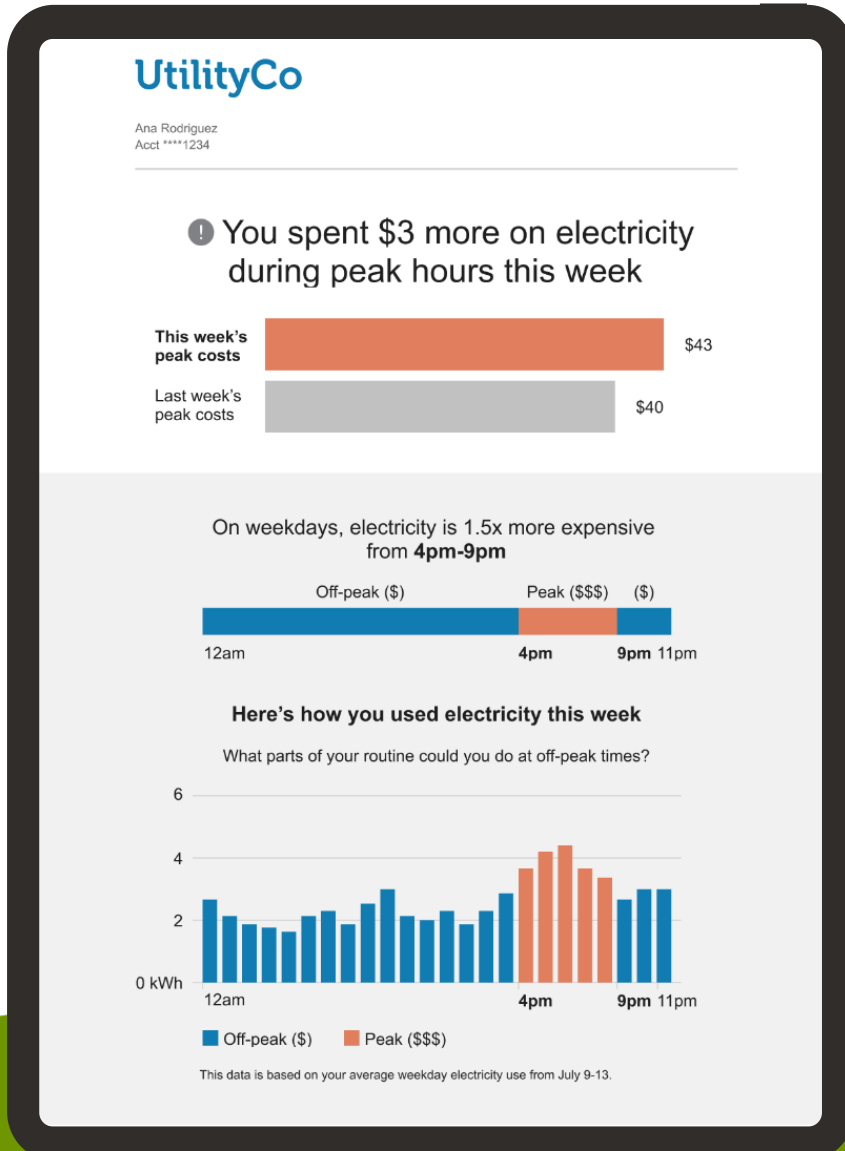 UtilityCo
Ana Rodriguez
Acct ****1234
! You spent $3 more on electricity
during peak hours this week
This week's
peak costs
$43
Last week's
peak costs
$40
On weekdays, electricity is 1.5x more expensive
from 4pm-9pm
Off-peak ($) Peak ($$$) ($)
12am 4pm 9pm 11pm
Here's how you used electricity this week
What parts of your routine could you do at off-peak times?
6
4
2
0 kWh
12am 4pm 9pm 11pm
Off-peak ($) Peak ($$$)
This data is based on your average weekday electricity use from July 9-13.